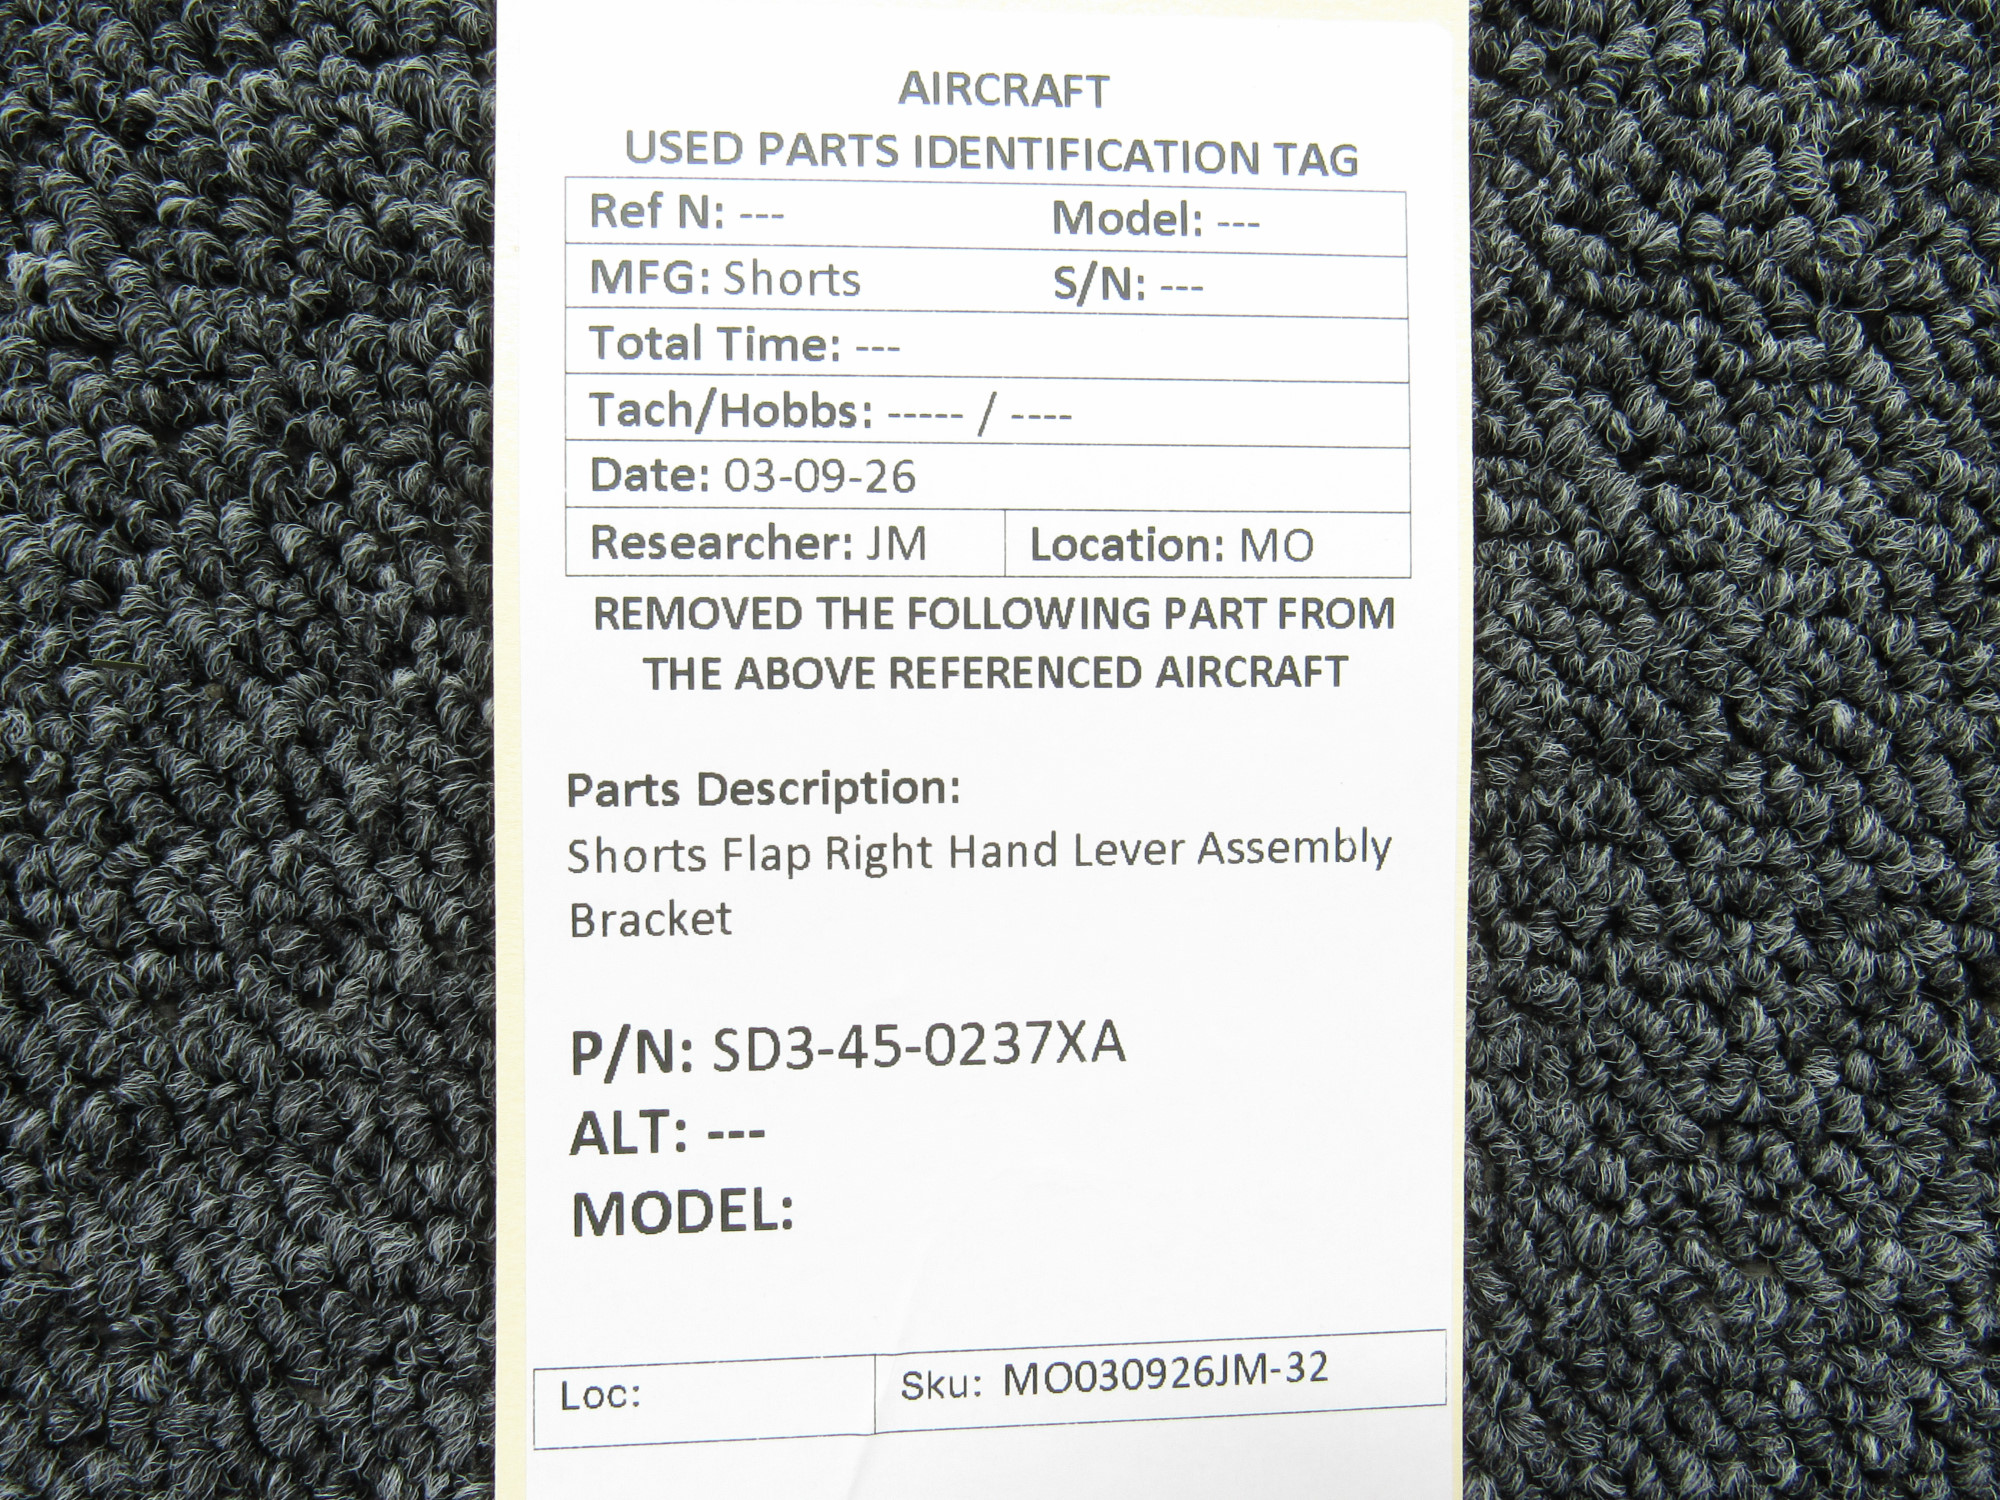 AIRCRAFT
USED PARTS IDENTIFICATION TAG
Ref N: --- Model: ---
MFG: Shorts S/N: ---
Total Time: ---
Tach/Hobbs: ----- / ----
Date: 03-09-26
Researcher: JM Location: MO
REMOVED THE FOLLOWING PART FROM
THE ABOVE REFERENCED AIRCRAFT
Parts Description:
Shorts Flap Right Hand Lever Assembly
Bracket
P/N: SD3-45-0237XA
ALT: ---
MODEL:
Loc: Sku: MO030926JM-32